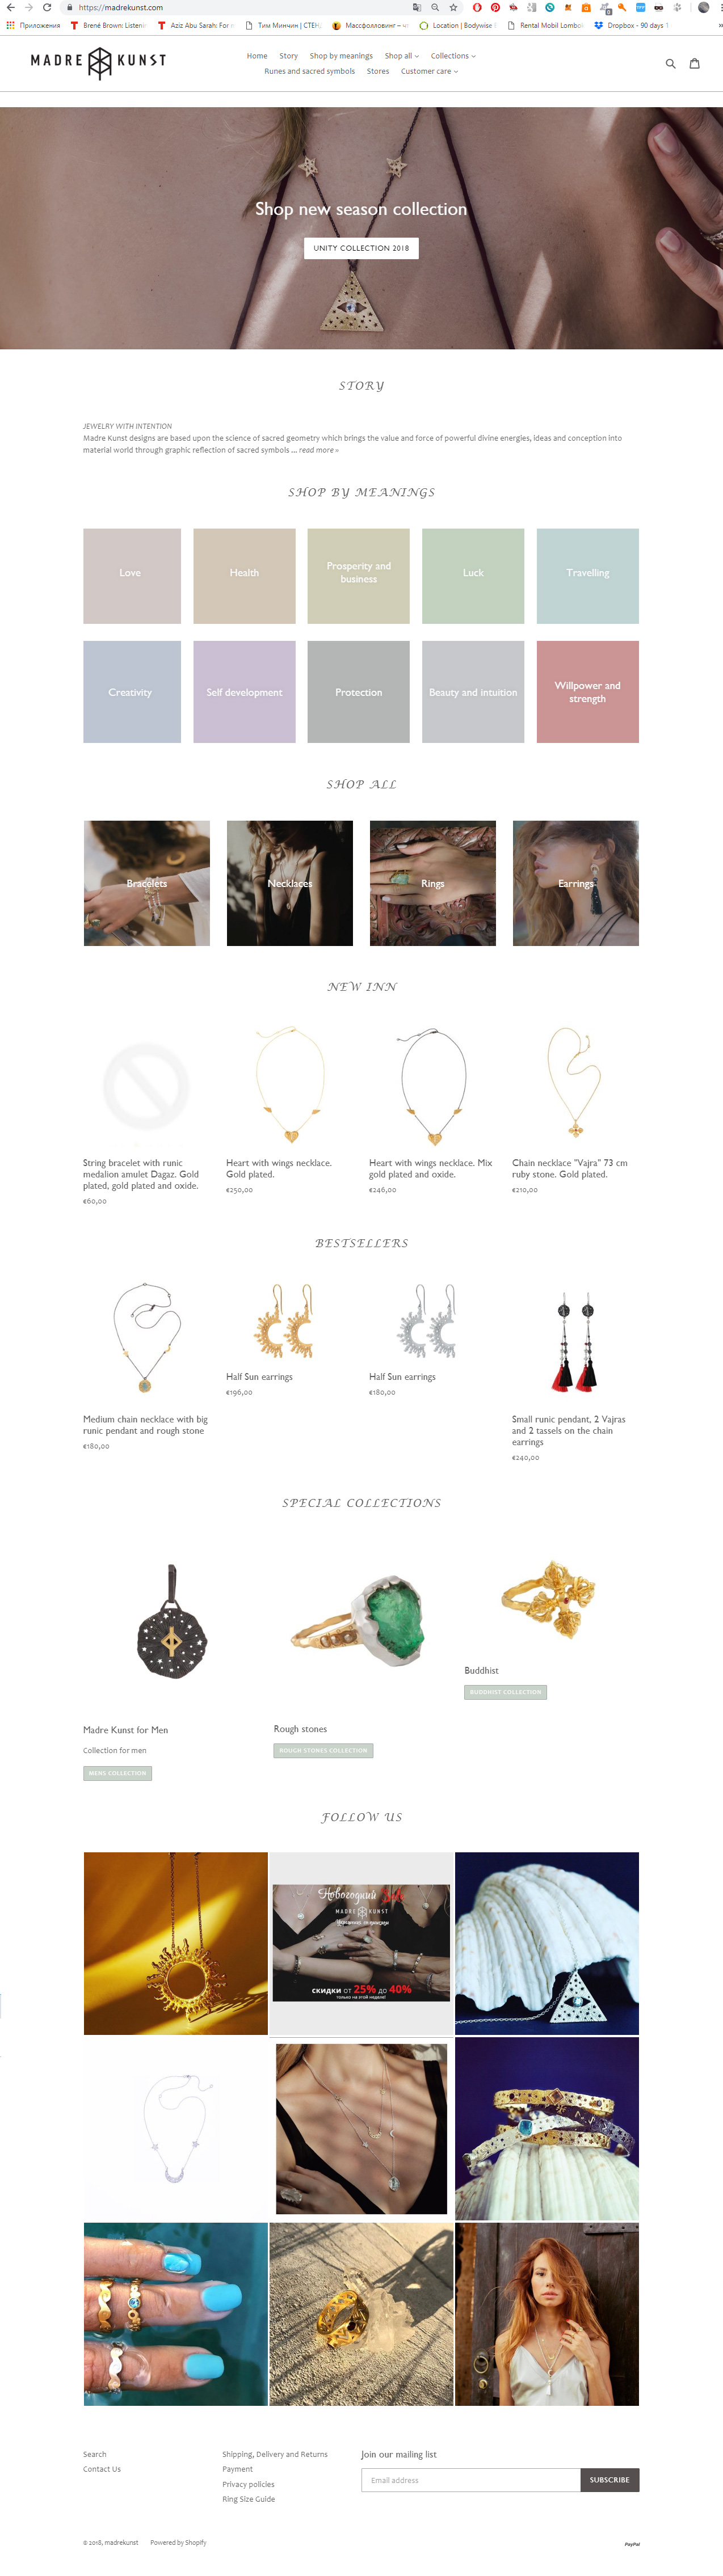 https://madrekunst.com
Приложения
Brené Brown: Listenin
Aziz Abu Sarah: For m
Тим Минчин | СТЕН
Массфолловинг – ч
Location | Bodywise
Rental Mobil Lombok
Dropbox - 90 days
MADRE KUNST
Home Story Shop by meanings Shop all Collections
Runes and sacred symbols Stores Customer care
Shop new season collection
UNITY COLLECTION 2018
STORY
JEWELRY WITH INTENTION
Madre Kunst designs are based upon the science of sacred geometry which brings the value and force of powerful divine energies, ideas and conception into
material world through graphic reflection of sacred symbols ... read more »
SHOP BY MEANINGS
Love
Health
Prosperity and
business
Luck
Travelling
Creativity
Self development
Protection
Beauty and intuition
Willpower and
strength
SHOP ALL
Bracelets
Necklaces
Rings
Earrings
NEW INN
String bracelet with runic
medalion amulet Dagaz. Gold
plated, gold plated and oxide.
€60,00
Heart with wings necklace.
Gold plated.
€250,00
Heart with wings necklace. Mix
gold plated and oxide.
€246,00
Chain necklace "Vajra" 73 cm
ruby stone. Gold plated.
€210,00
BESTSELLERS
Medium chain necklace with big
runic pendant and rough stone
€180,00
Half Sun earrings
€196,00
Half Sun earrings
€180,00
Small runic pendant, 2 Vajras
and 2 tassels on the chain
earrings
€240,00
SPECIAL COLLECTIONS
Madre Kunst for Men
Collection for men
MENS COLLECTION
Rough stones
ROUGH STONES COLLECTION
Buddhist
BUDDHIST COLLECTION
FOLLOW US
Новогодний Sale
MADRE KUNST
скидки от 25% до 40%
только на этой неделе!
Search
Contact Us
Shipping, Delivery and Returns
Payment
Privacy policies
Ring Size Guide
Join our mailing list
Email address
SUBSCRIBE
© 2018, madrekunst Powered by Shopify
PayPal